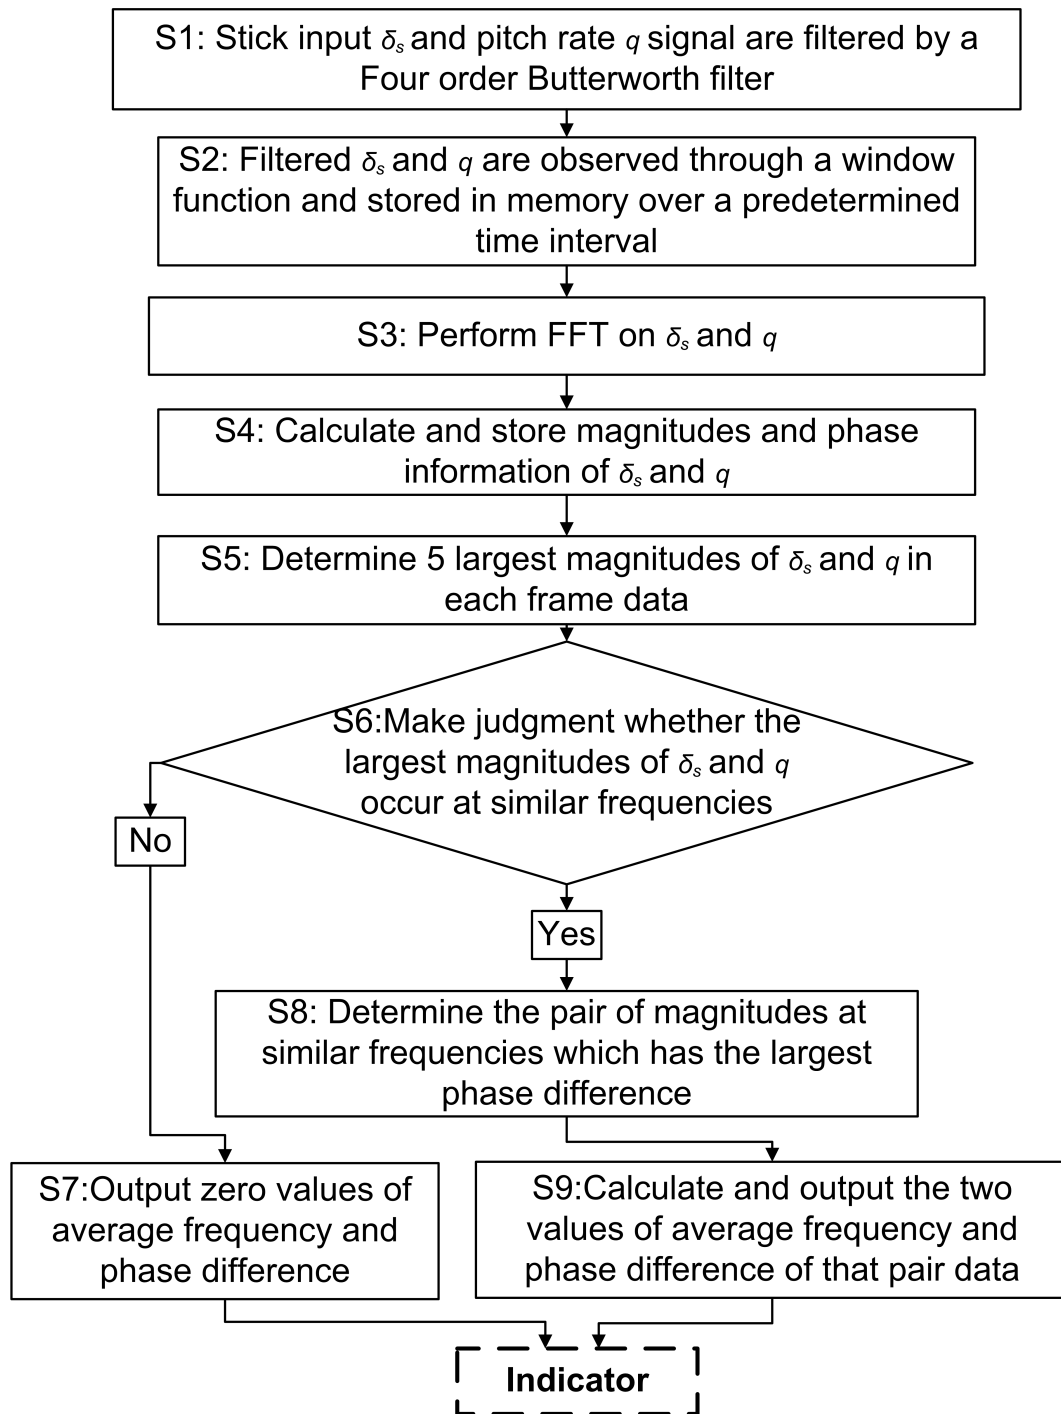 S1: Stick input δs and pitch rate q signal are filtered by a
Four order Butterworth filter
S2: Filtered δs and q are observed through a window
function and stored in memory over a predetermined
time interval
S3: Perform FFT on δs and q
S4: Calculate and store magnitudes and phase
information of δs and q
S5: Determine 5 largest magnitudes of δs and q in
each frame data
S6:Make judgment whether the
largest magnitudes of δs and q
occur at similar frequencies
No
Yes
S8: Determine the pair of magnitudes at
similar frequencies which has the largest
phase difference
S7:Output zero values of
average frequency and
phase difference
S9:Calculate and output the two
values of average frequency and
phase difference of that pair data
Indicator